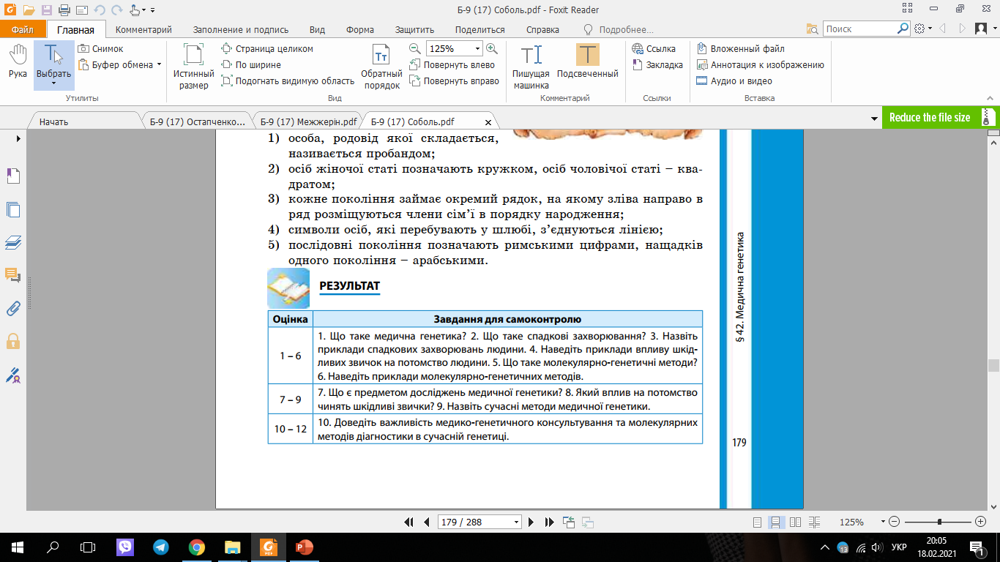 Б-9 (17) Соболь.pdf - Foxit Reader
Файл
Главная
Комментарий
Заполнение и подпись
Вид
Форма
Защитить
Поделиться
Справка
Подробнее...
Поиск
Рука
Выбрать
Снимок
Буфер обмена
Утилиты
Истинный размер
Страница целиком
По ширине
Подогнать видимую область
Обратный порядок
125%
Повернуть влево
Повернуть вправо
Вид
Пишущая машинка
Подсвеченный
Комментарий
Ссылка
Закладка
Ссылки
Вложенный файл
Аннотация к изображению
Аудио и видео
Вставка
Начать
Б-9 (17) Остапченко...
Б-9 (17) Межжерін.pdf
Б-9 (17) Соболь.pdf
Reduce the file size
1) особа, родовід якої складається,
називається пробандом;
2) осіб жіночої статі позначають кружком, осіб чоловічої статі – ква-
дратом;
3) кожне покоління займає окремий рядок, на якому зліва направо в
ряд розміщуються члени сім’ї в порядку народження;
4) символи осіб, які перебувають у шлюбі, з’єднуються лінією;
5) послідовні покоління позначають римськими цифрами, нащадків
одного покоління – арабськими.
РЕЗУЛЬТАТ
Оцінка
Завдання для самоконтролю
1 – 6
1. Що таке медична генетика? 2. Що таке спадкові захворювання? 3. Назвіть
приклади спадкових захворювань людини. 4. Наведіть приклади впливу шкід-
ливих звичок на потомство людини. 5. Що таке молекулярно-генетичні методи?
6. Наведіть приклади молекулярно-генетичних методів.
7 – 9
7. Що є предметом досліджень медичної генетики? 8. Який вплив на потомство
чинять шкідливі звички? 9. Назвіть сучасні методи медичної генетики.
10 – 12
10. Доведіть важливість медико-генетичного консультування та молекулярних
методів діагностики в сучасній генетиці.
§ 42. Медична генетика
179
179 / 288
125%
13
УКР
20:05
18.02.2021
1